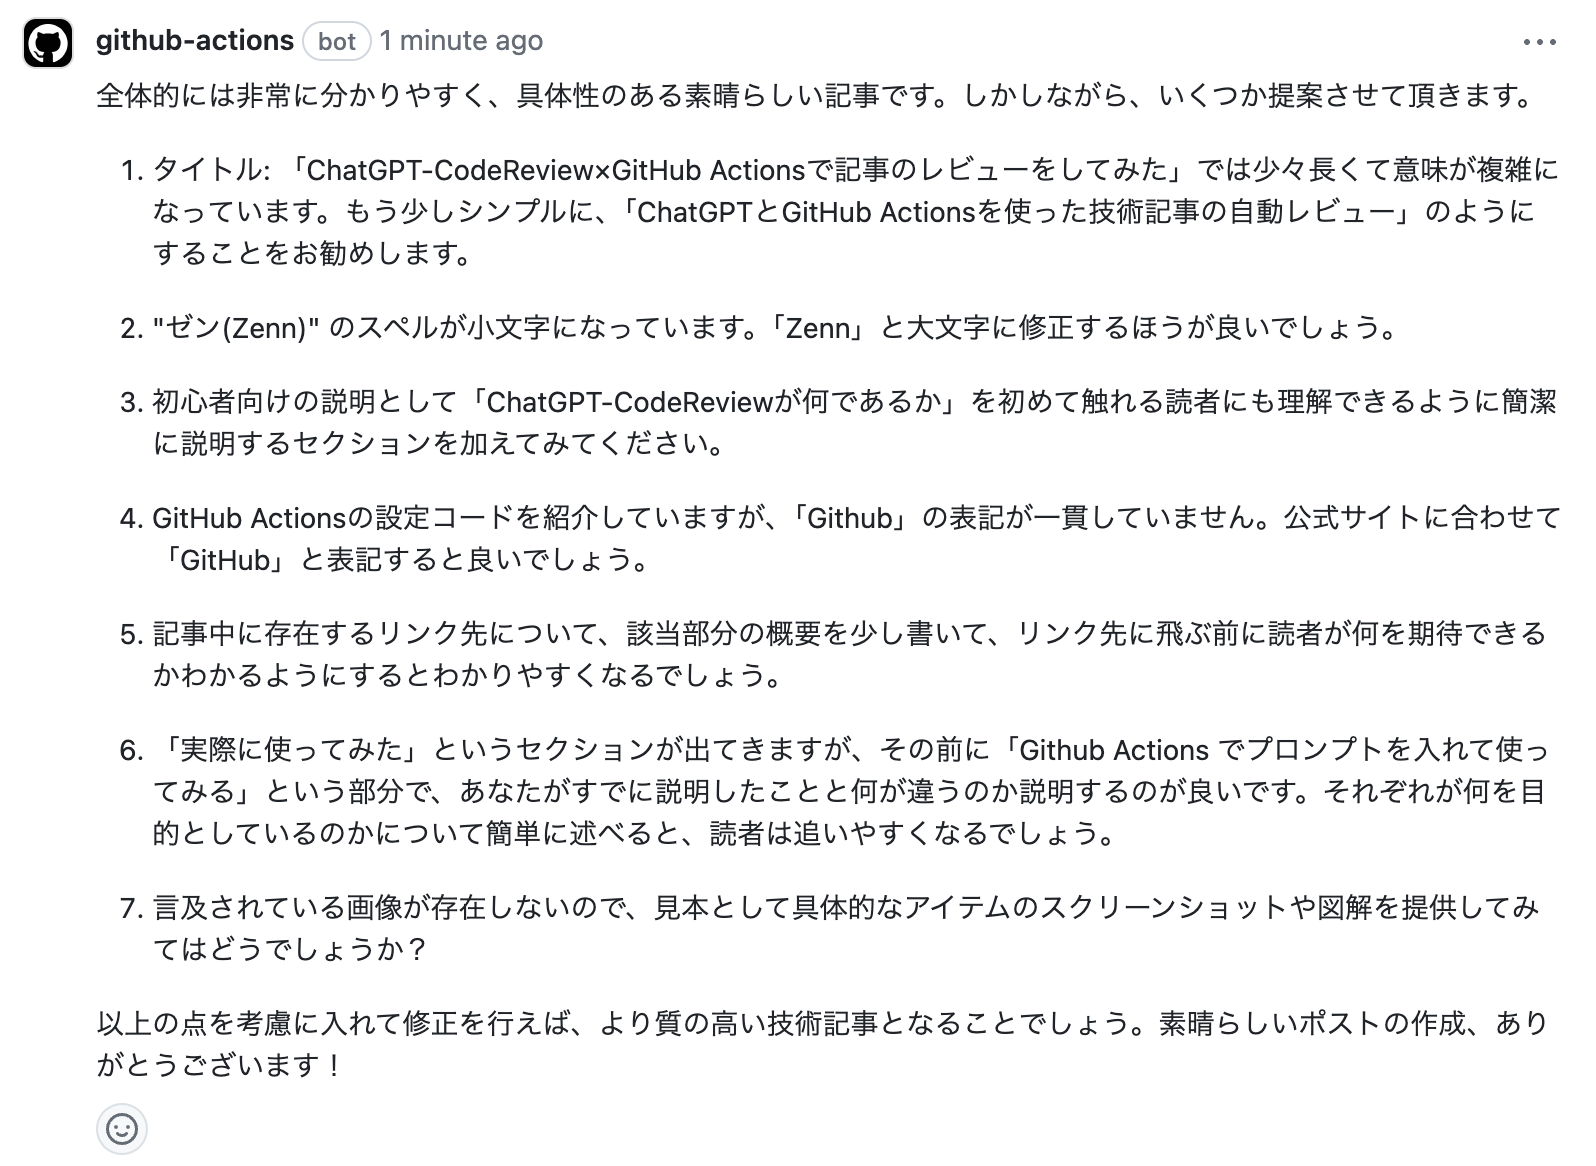 github-actions bot 1 minute ago
全体的には非常に分かりやすく、具体性のある素晴らしい記事です。しかしながら、いくつか提案させて頂きます。
1. タイトル: 「ChatGPT-CodeReview×GitHub Actionsで記事のレビューをしてみた」では少々長くて意味が複雑に
なっています。もう少しシンプルに、「ChatGPTとGitHub Actionsを使った技術記事の自動レビュー」のように
することをお勧めします。
2. "ゼン(Zenn)" のスペルが小文字になっています。「Zenn」と大文字に修正するほうが良いでしょう。
3. 初心者向けの説明として「ChatGPT-CodeReviewが何であるか」を初めて触れる読者にも理解できるように簡潔
に説明するセクションを加えてみてください。
4. GitHub Actionsの設定コードを紹介していますが、「Github」の表記が一貫していません。公式サイトに合わせて
「GitHub」と表記すると良いでしょう。
5. 記事中に存在するリンク先について、該当部分の概要を少し書いて、リンク先に飛ぶ前に読者が何を期待できる
かわかるようにするとわかりやすくなるでしょう。
6. 「実際に使ってみた」というセクションが出てきますが、その前に「Github Actions でプロンプトを入れて使っ
てみる」という部分で、あなたがすでに説明したことと何が違うのか説明するのが良いです。それぞれが何を目
的としているのかについて簡単に述べると、読者は追いやすくなるでしょう。
7. 言及されている画像が存在しないので、見本として具体的なアイテムのスクリーンショットや図解を提供してみ
てはどうでしょうか？
以上の点を考慮に入れて修正を行えば、より質の高い技術記事となることでしょう。素晴らしいポストの作成、あり
がとうございます！